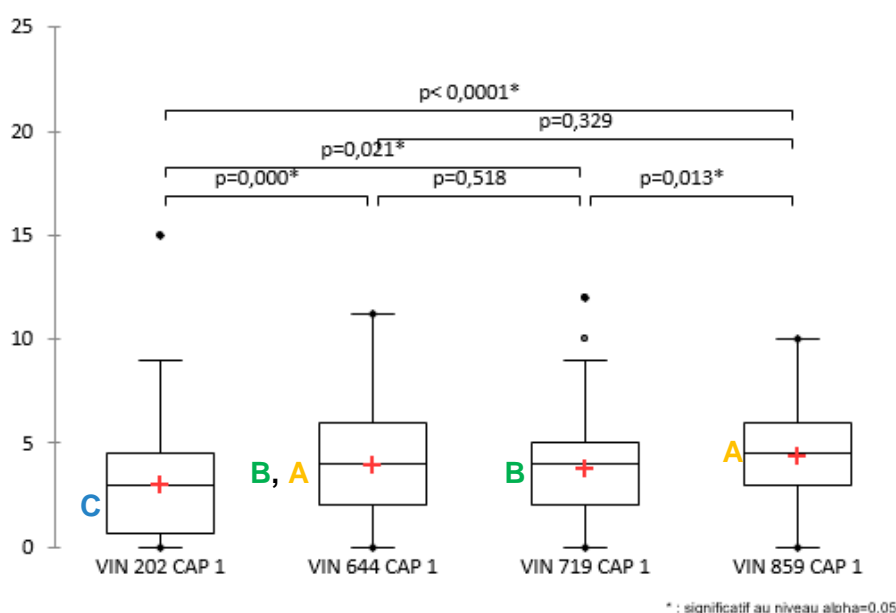 25
p< 0,0001*
20
p=0,329
p=0,021*
p=0,000*
p=0,518
p=0,013*
15
10
5
C
B, A
B
A
0
VIN 202 CAP 1
VIN 644 CAP 1
VIN 719 CAP 1
VIN 859 CAP 1
* : significatif au niveau alpha=0,05